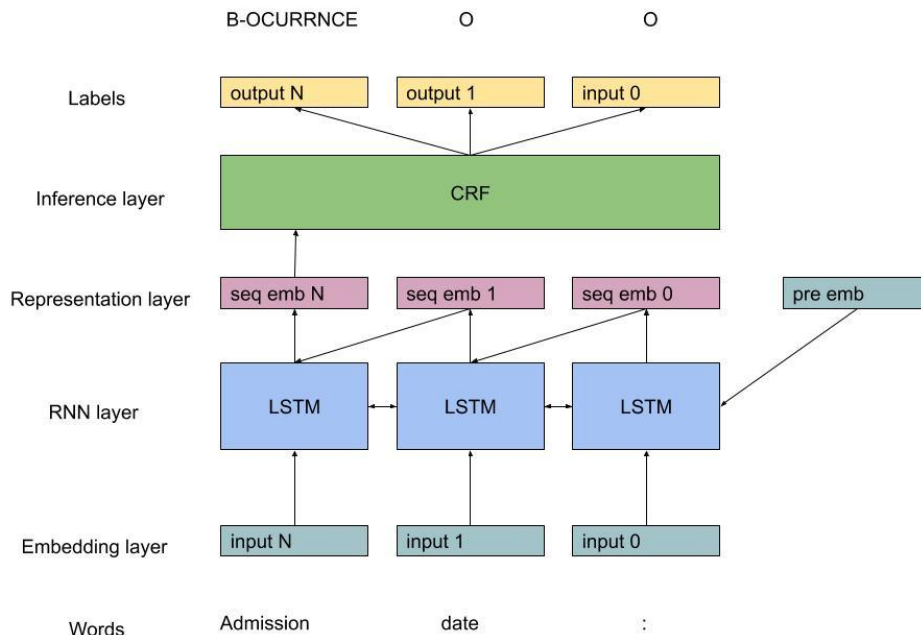 B-OCURRNCE O O
Labels output N output 1 input 0
Inference layer CRF
Representation layer seq emb N seq emb 1 seq emb 0 pre emb
RNN layer LSTM LSTM LSTM
Embedding layer input N input 1 input 0
Words Admission date :